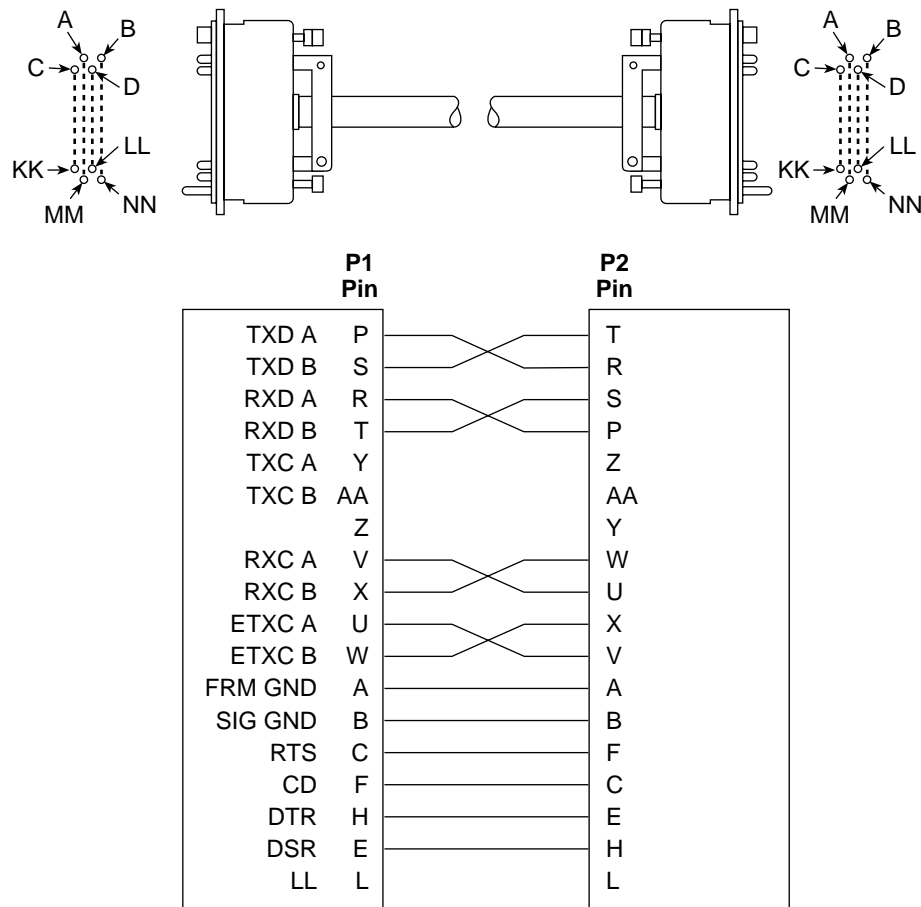 A B A B
C D C D
KK LL KK LL
MM NN MM NN
P1 P2
Pin Pin
TXD A P T
TXD B S R
RXD A R S
RXD B T P
TXC A Y Z
TXC B AA AA
Z Y
RXC A V W
RXC B X U
ETXC A U X
ETXC B W V
FRM GND A A
SIG GND B B
RTS C F
CD F C
DTR H E
DSR E H
LL L L